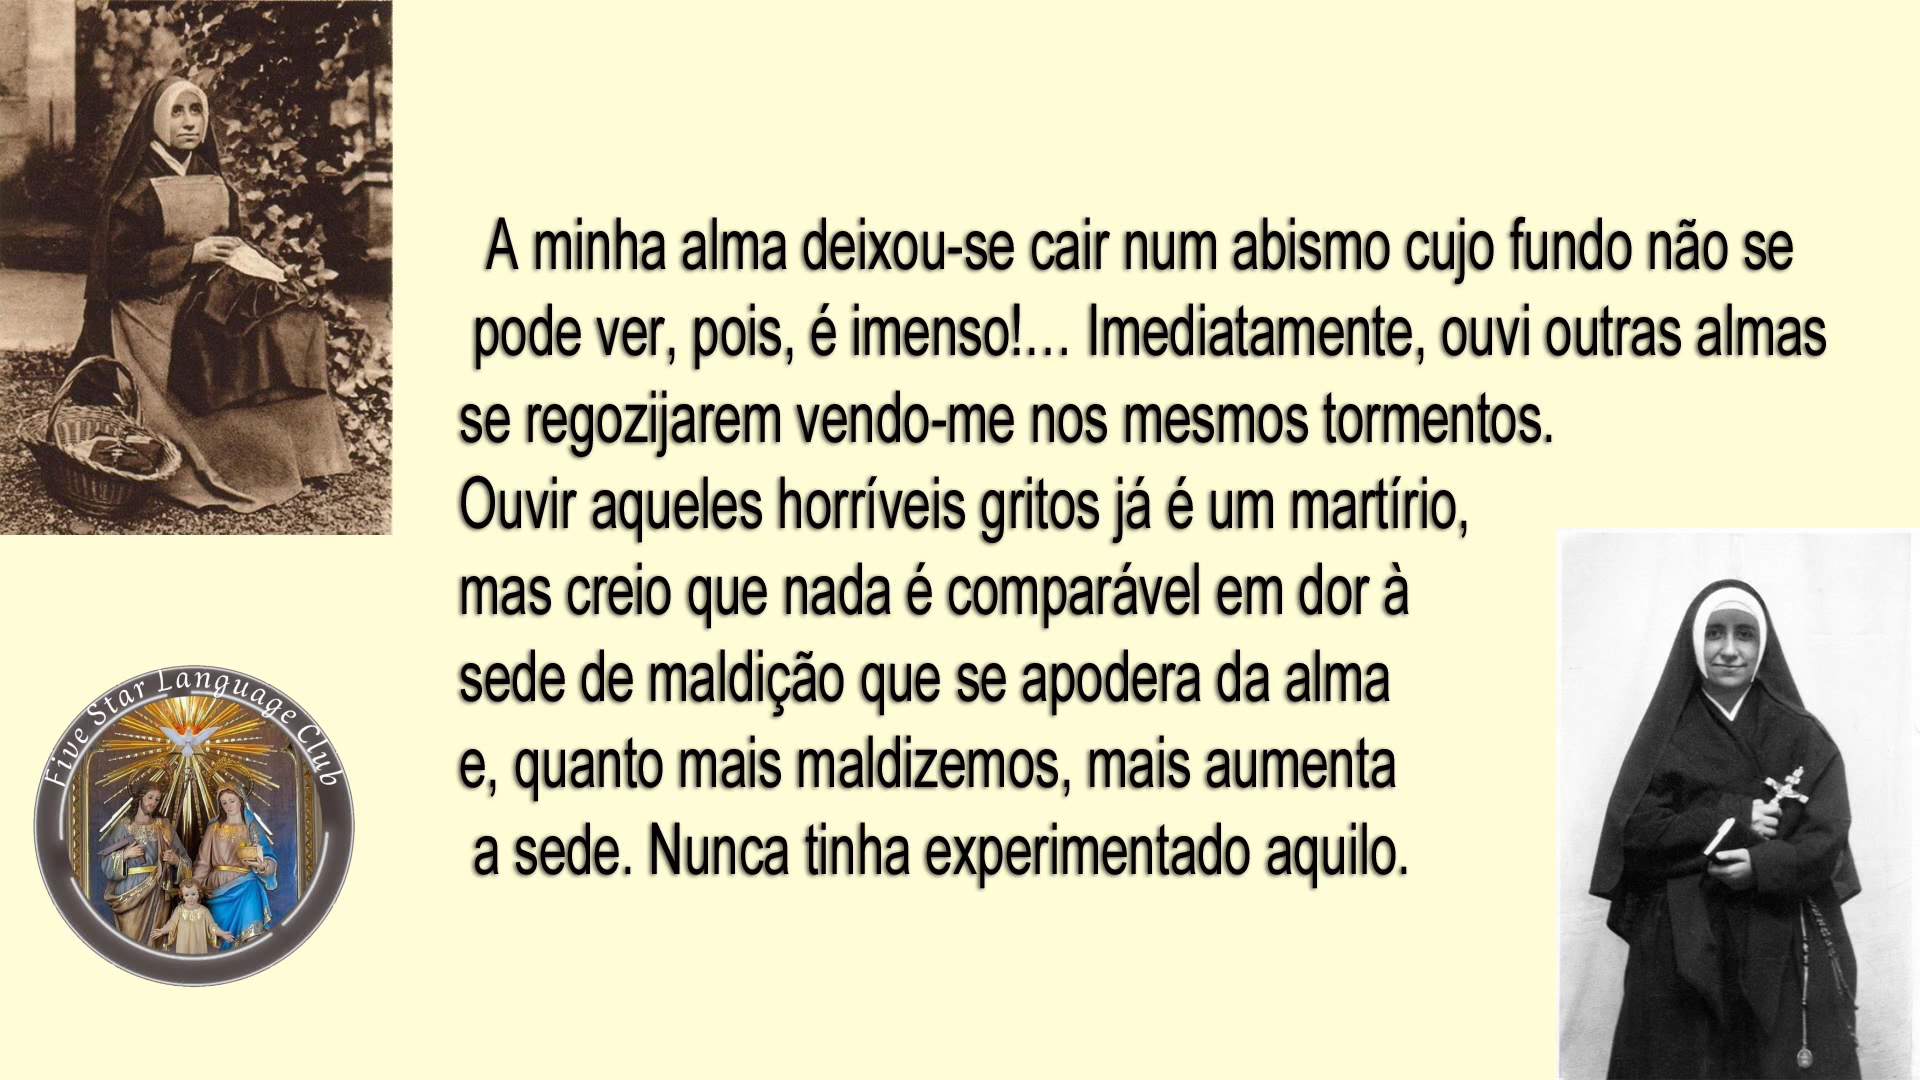 A minha alma deixou-se cair num abismo cujo fundo não se
pode ver, pois, é imenso!… Imediatamente, ouvi outras almas
se regozijarem vendo-me nos mesmos tormentos.
Ouvir aqueles horríveis gritos já é um martírio,
mas creio que nada é comparável em dor à
sede de maldição que se apodera da alma
e, quanto mais maldizemos, mais aumenta
a sede. Nunca tinha experimentado aquilo.
Five Star Language Club